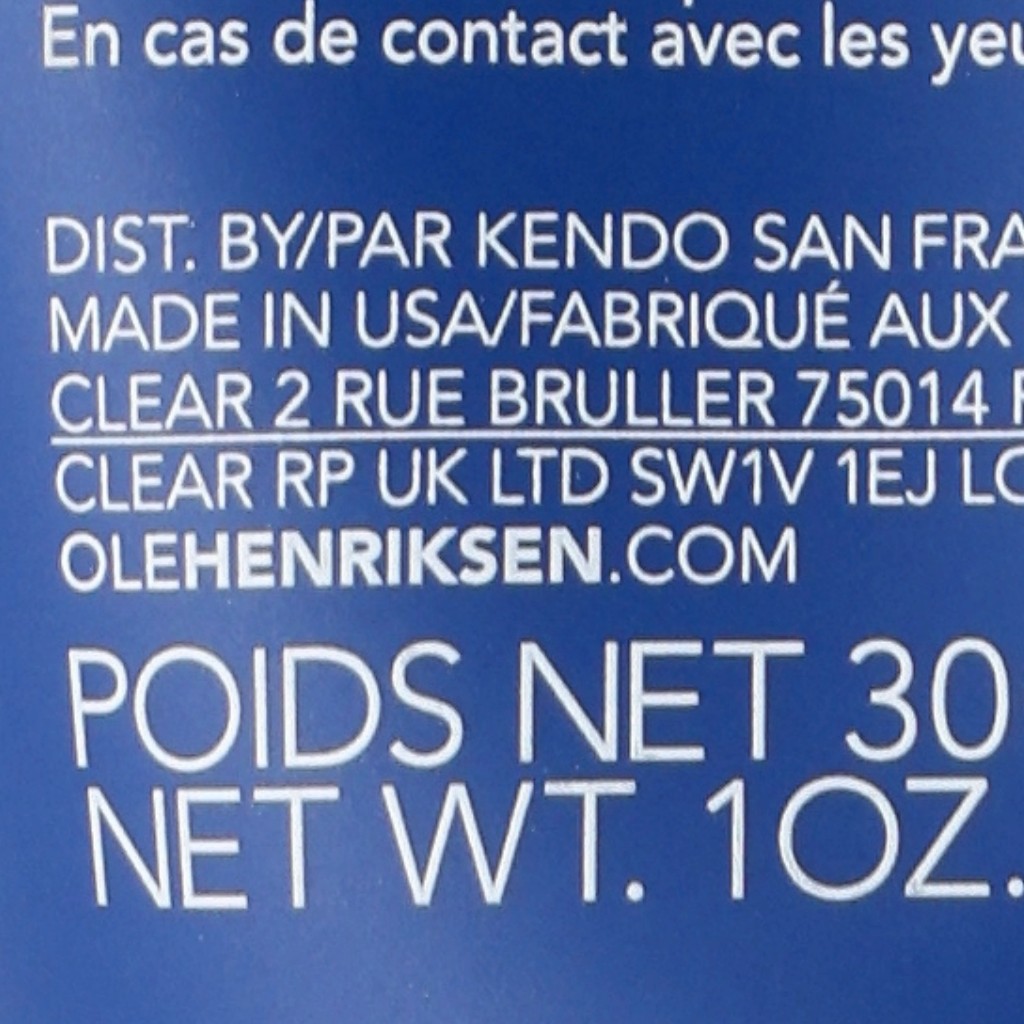 En cas de contact avec les yeu
DIST. BY/PAR KENDO SAN FRA
MADE IN USA/FABRIQUÉ AUX
CLEAR 2 RUE BRULLER 75014
CLEAR RP UK LTD SW1V 1EJ LO
OLEHENRIKSEN.COM
POIDS NET 30
NET WT. 1OZ.